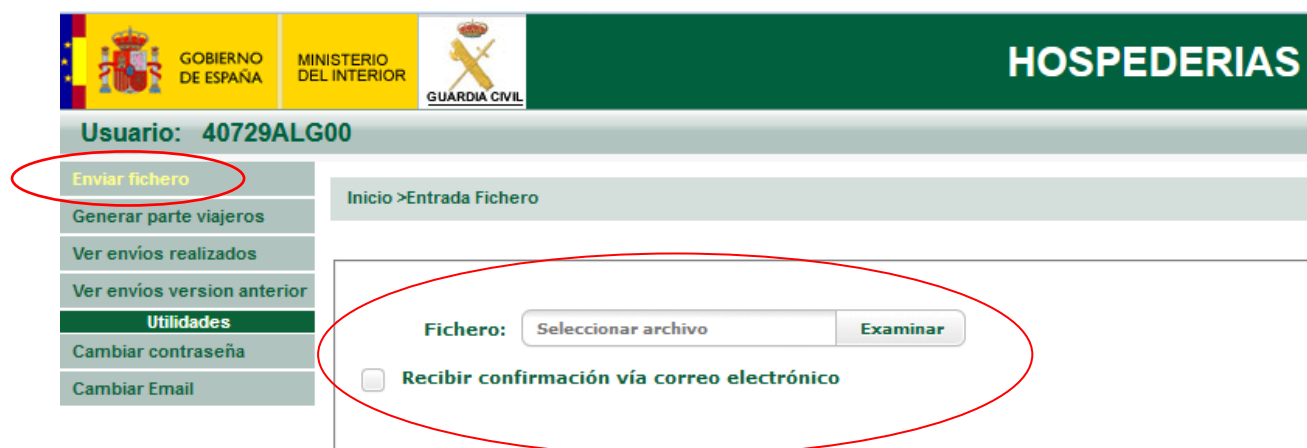 GOBIERNO
DE ESPAÑA
MINISTERIO
DEL INTERIOR
GUARDIA CIVIL
HOSPEDERIAS
Usuario: 40729ALG00
Enviar fichero
Generar parte viajeros
Ver envíos realizados
Ver envios version anterior
Utilidades
Cambiar contraseña
Cambiar Email
Inicio >Entrada Fichero
Fichero: Seleccionar archivo Examinar
Recibir confirmación vía correo electrónico